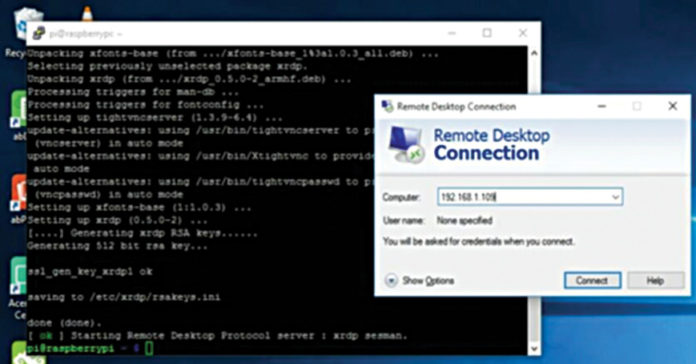 pi@raspberrypi: ~
Unpacking xfonts-base (from .../xfonts-base_1%3a1.0.3_all.deb) ...
Selecting previously unselected package xrdp.
Unpacking xrdp (from .../xrdp_0.5.0-2_armhf.deb) ...
Processing triggers for man-db ...
Processing triggers for fontconfig ...
Setting up tightvncserver (1.3.9-6.4) ...
update-alternatives: using /usr/bin/tightvncserver to pr
(vncserver) in auto mode
update-alternatives: using /usr/bin/Xtightvnc to provide
auto mode
update-alternatives: using /usr/bin/tightvncpasswd to p
(vncpasswd) in auto mode
Setting up xfonts-base (1:1.0.3) ...
Setting up xrdp (0.5.0-2) ...
[....] Generating xrdp RSA keys......
Generating 512 bit rsa key...
ssl_gen_key_xrdp1 ok
saving to /etc/xrdp/rsakeys.ini
done (done).
[ ok ] Starting Remote Desktop Protocol server : xrdp sesman.
pi@raspberrypi ~ $
Remote Desktop Connection
Remote Desktop
Connection
Computer:
192.168.1.109
User name:
None specified
You will be asked for credentials when you connect.
Show Options
Connect
Help